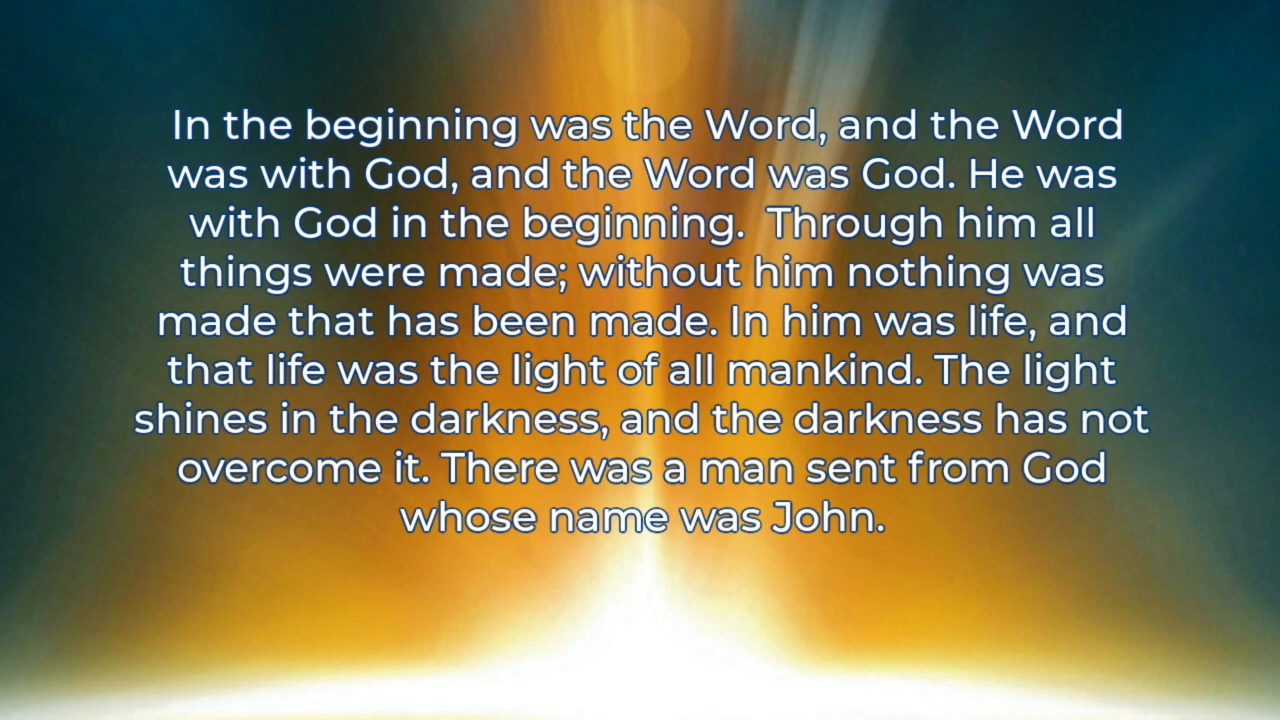 In the beginning was the Word, and the Word
was with God, and the Word was God. He was
with God in the beginning.  Through him all
things were made; without him nothing was
made that has been made. In him was life, and
that life was the light of all mankind. The light
shines in the darkness, and the darkness has not
overcome it. There was a man sent from God
whose name was John.